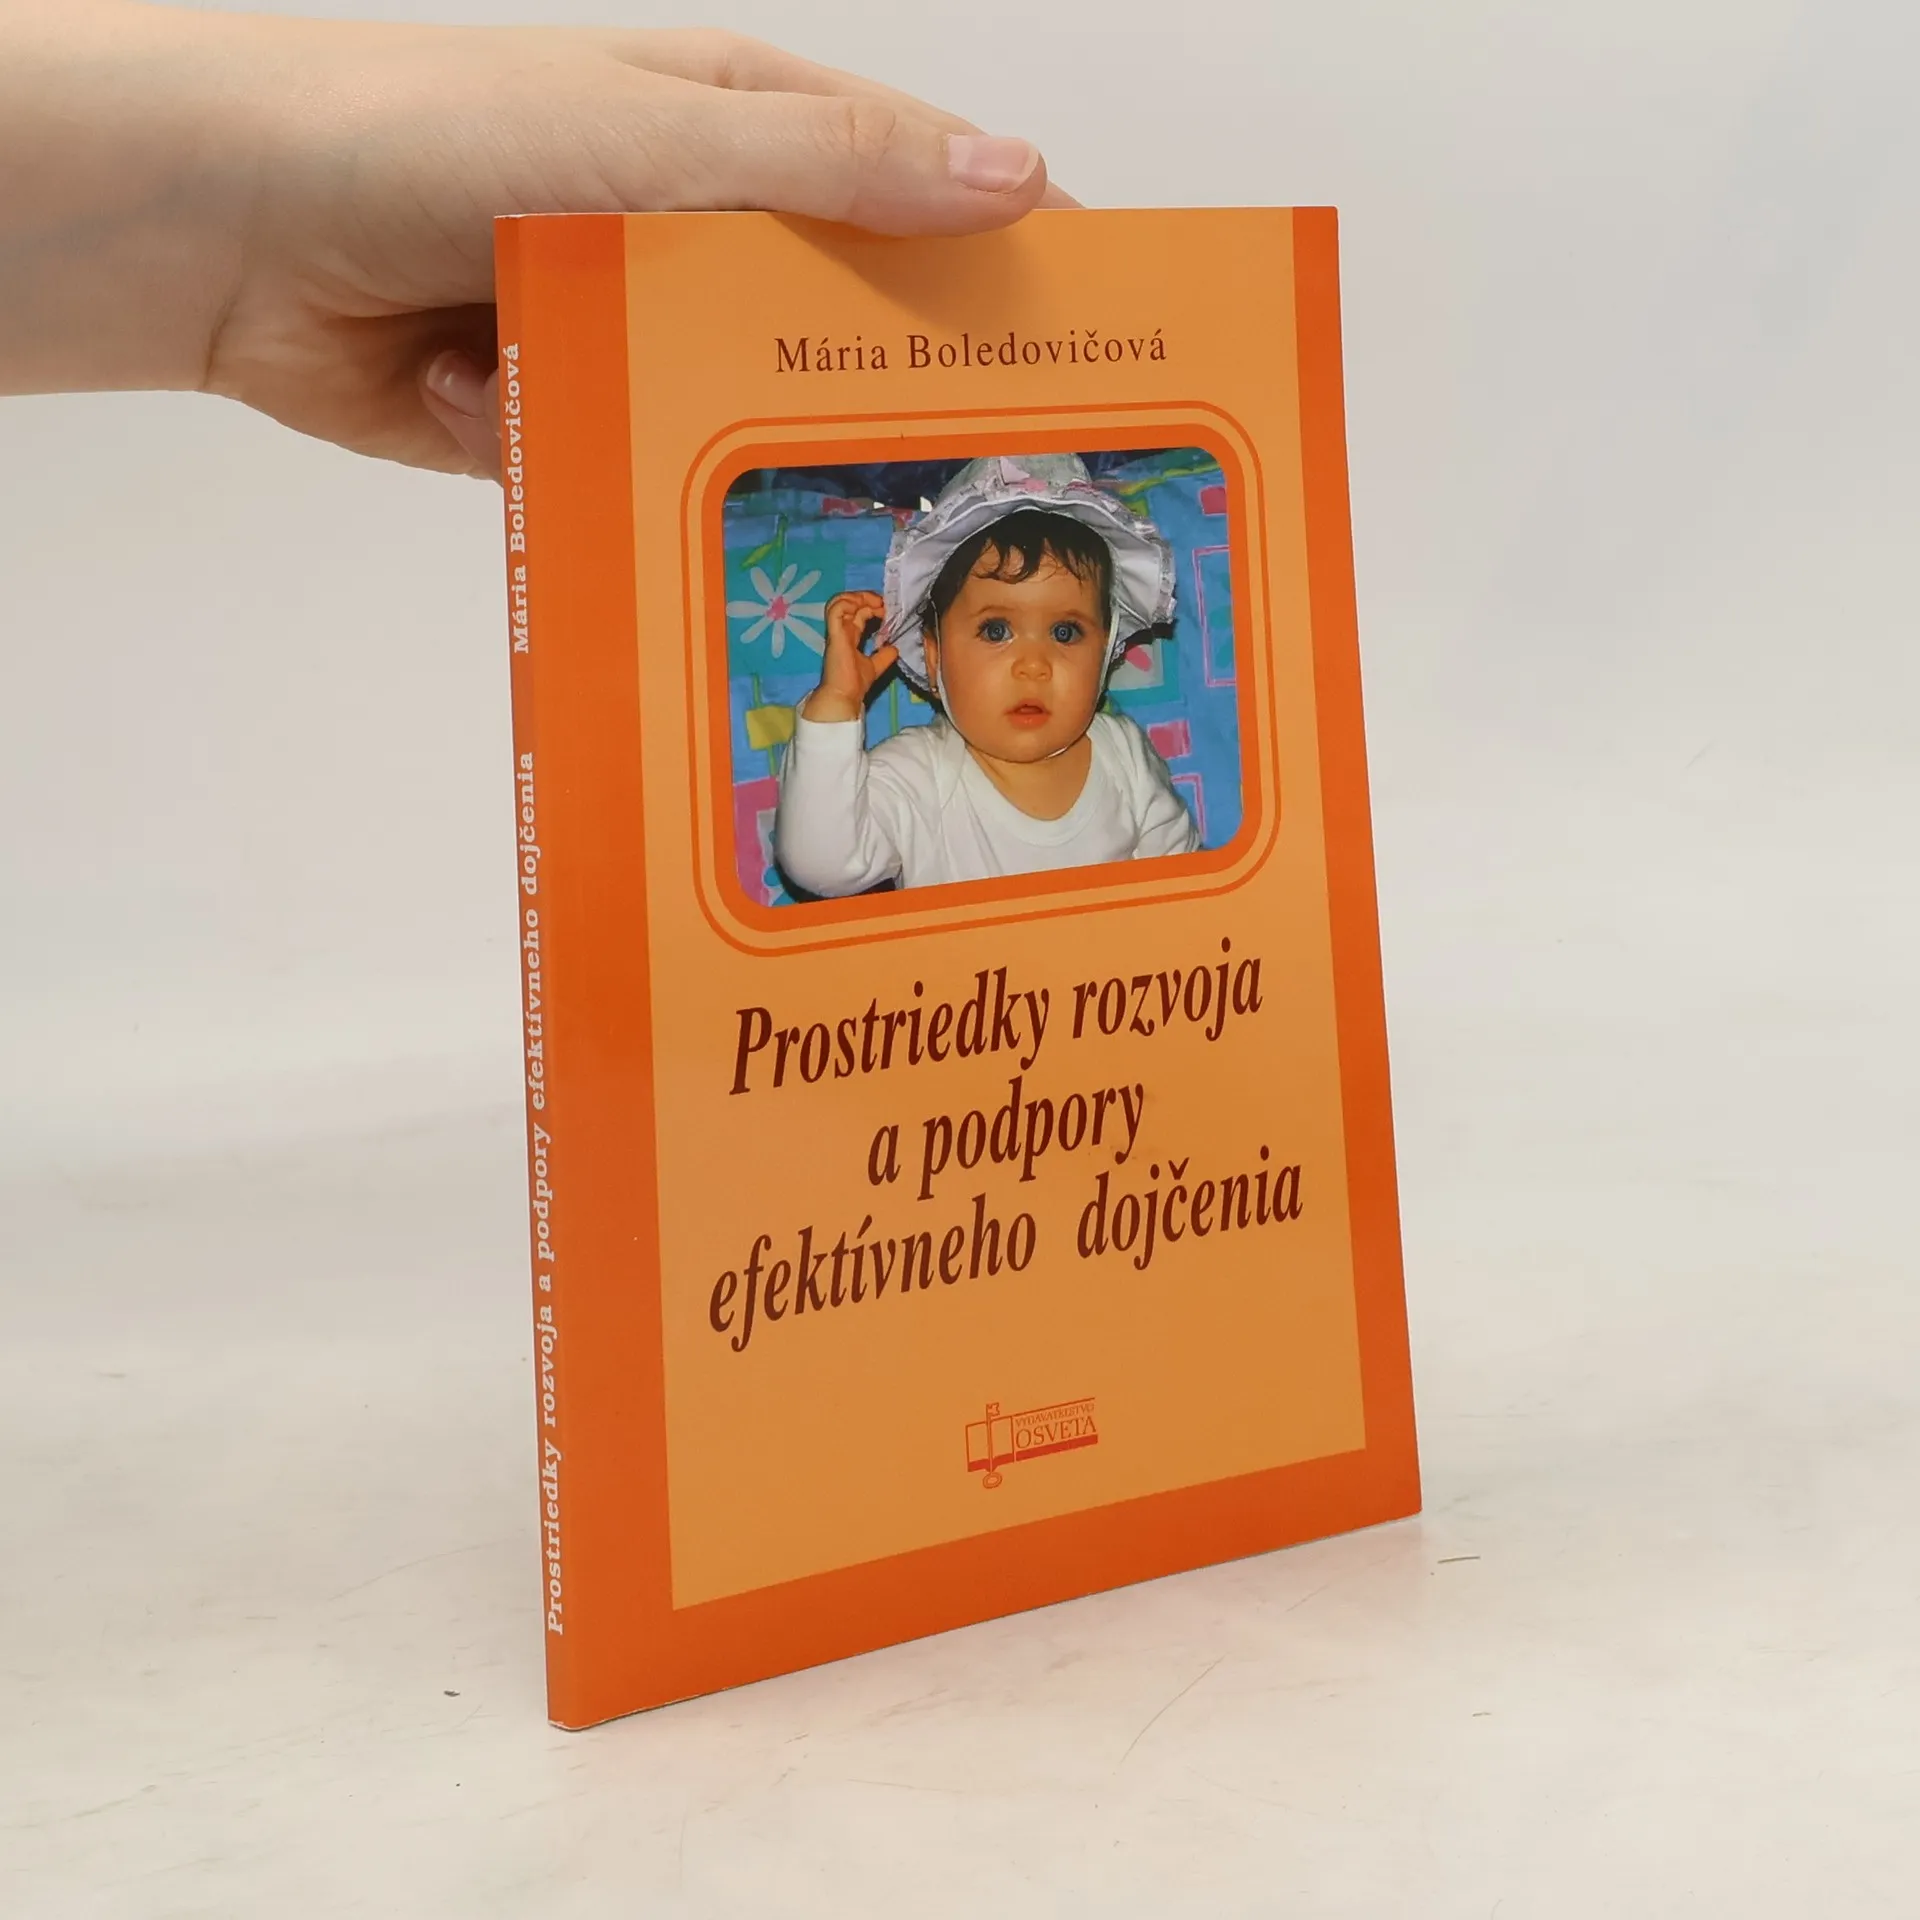 Mária Boledovičová
Prostriedky rozvoja
a podpory
efektívneho dojčenia
VYDAVATEĽSTVO
OSVETA
Prostriedky rozvoja a podpory efektívneho dojčenia Mária Boledovičová